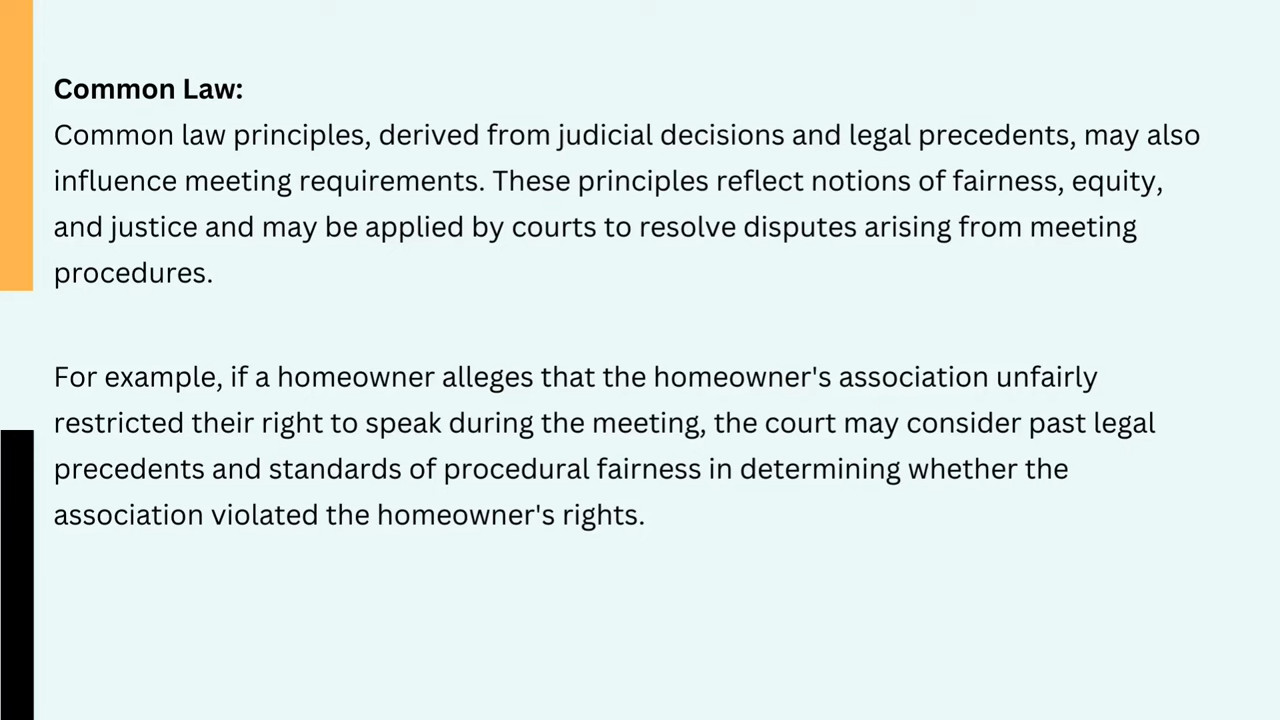 Common Law:
Common law principles, derived from judicial decisions and legal precedents, may also
influence meeting requirements. These principles reflect notions of fairness, equity,
and justice and may be applied by courts to resolve disputes arising from meeting
procedures.
For example, if a homeowner alleges that the homeowner's association unfairly
restricted their right to speak during the meeting, the court may consider past legal
precedents and standards of procedural fairness in determining whether the
association violated the homeowner's rights.